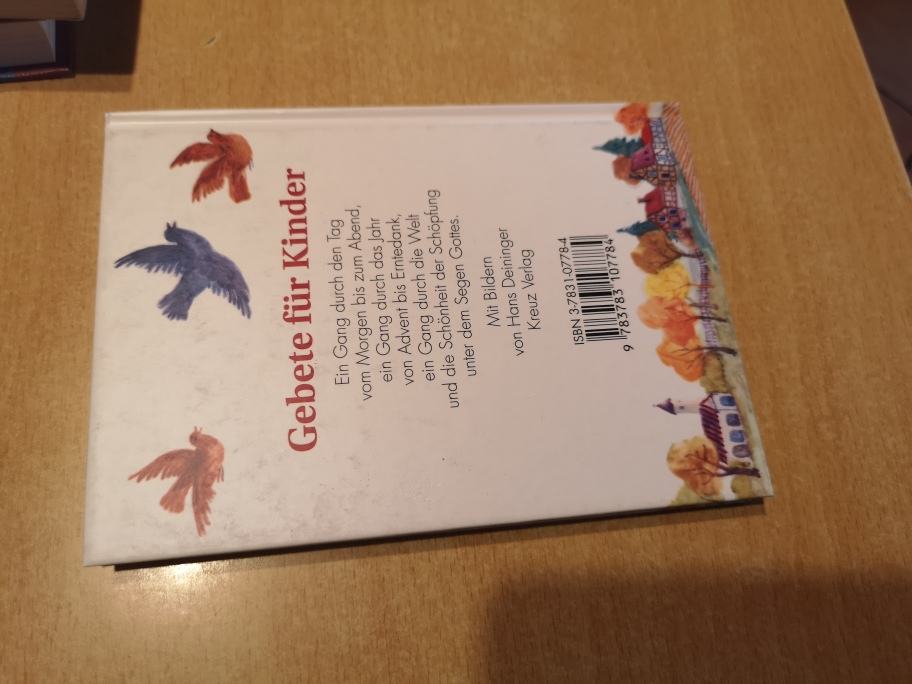 Gebete für Kinder
Ein Gang durch den Tag
vom Morgen bis zum Abend,
ein Gang durch das Jahr
von Advent bis Erntedank,
ein Gang durch die Welt
und die Schönheit der Schöpfung
unter dem Segen Gottes.
Mit Bildern
von Hans Deininger
Kreuz Verlag
ISBN 3-7831-0778-4
9 783783 107784